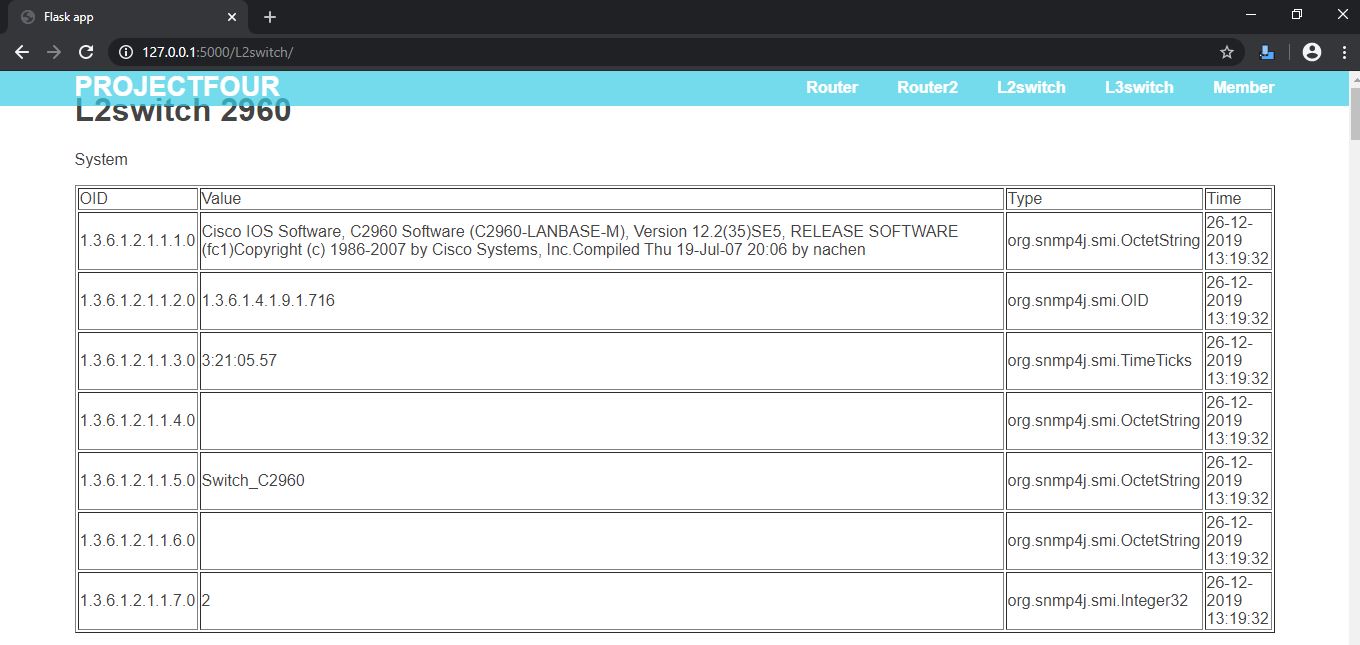 Flask app
127.0.0.1:5000/L2switch/
PROJECTFOUR Router Router2 L2switch L3switch Member
L2switch 2960
System
OID Value Type Time
1.3.6.1.2.1.1.1.0 Cisco IOS Software, C2960 Software (C2960-LANBASE-M), Version 12.2(35)SE5, RELEASE SOFTWARE
(fc1)Copyright (c) 1986-2007 by Cisco Systems, Inc.Compiled Thu 19-Jul-07 20:06 by nachen
org.snmp4j.smi.OctetString
26-12-
2019
13:19:32
1.3.6.1.2.1.1.2.0 1.3.6.1.4.1.9.1.716 org.snmp4j.smi.OID
26-12-
2019
13:19:32
1.3.6.1.2.1.1.3.0 3:21:05.57 org.snmp4j.smi.TimeTicks
26-12-
2019
13:19:32
1.3.6.1.2.1.1.4.0 org.snmp4j.smi.OctetString
26-12-
2019
13:19:32
1.3.6.1.2.1.1.5.0 Switch_C2960 org.snmp4j.smi.OctetString
26-12-
2019
13:19:32
1.3.6.1.2.1.1.6.0 org.snmp4j.smi.OctetString
26-12-
2019
13:19:32
1.3.6.1.2.1.1.7.0 2 org.snmp4j.smi.Integer32
26-12-
2019
13:19:32